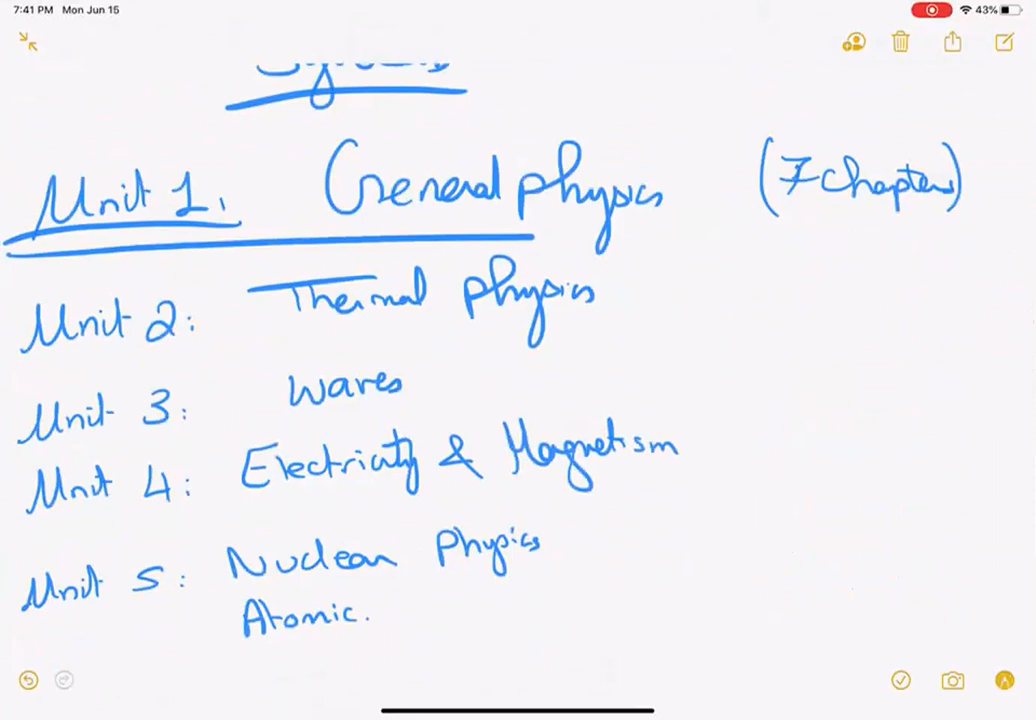 7:41 PM Mon Jun 15
43%
Unit 1. General physics (7 chapters)
Unit 2: Thermal physics
Unit 3: waves
Unit 4: Electricity & Magnetism
Unit 5: Nuclear Physics
Atomic.